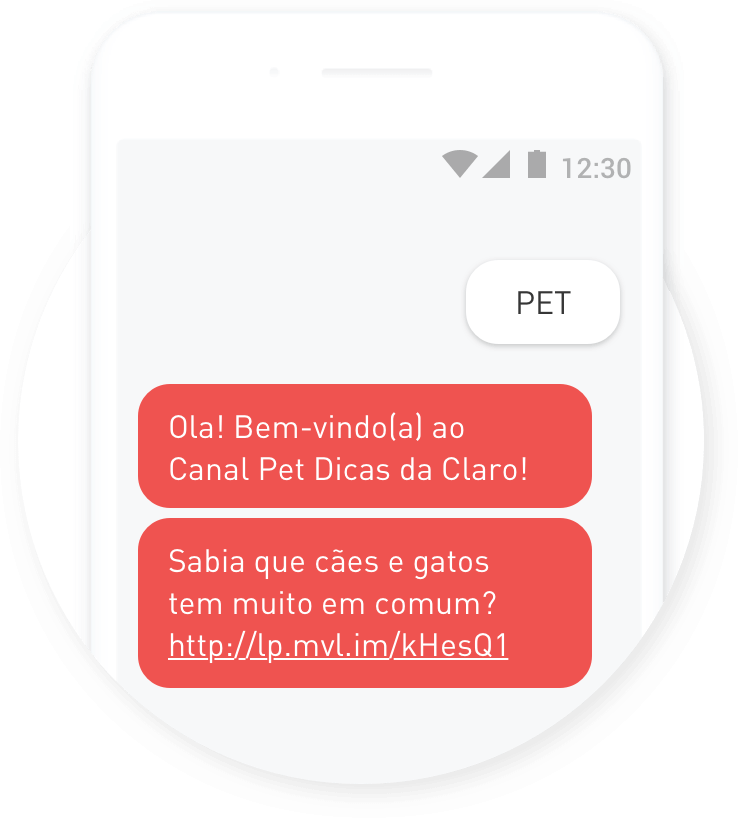 12:30
PET
Ola! Bem-vindo(a) ao
Canal Pet Dicas da Claro!
Sabia que cães e gatos
tem muito em comum?
http://lp.mvl.im/kHesQ1